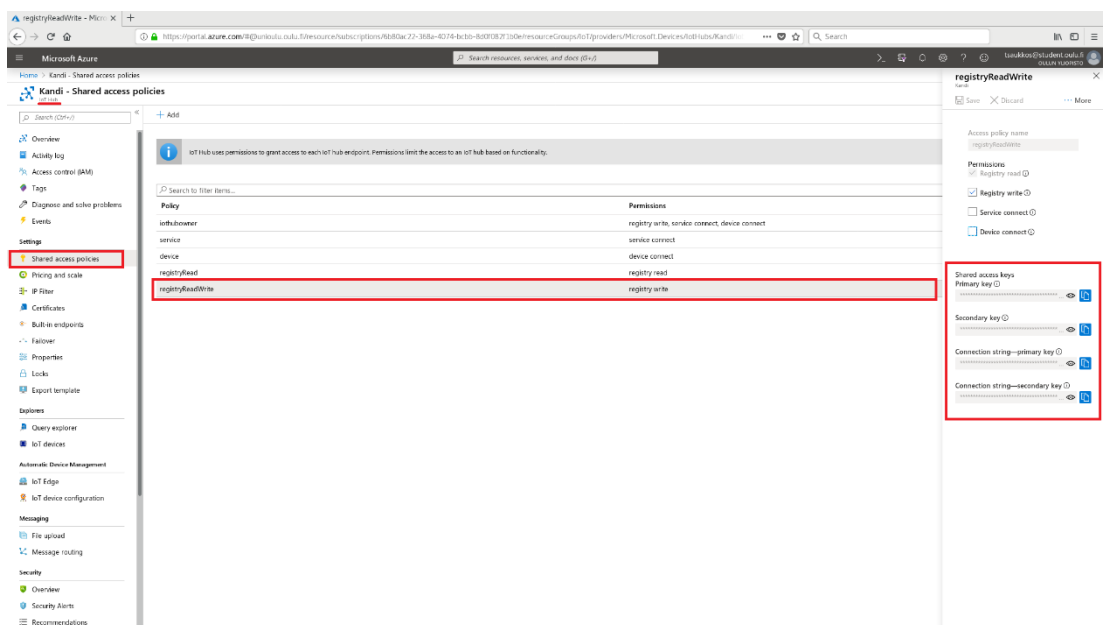 registryReadWrite - Micro
https://portal.azure.com/#@unioulu.oulu.fi/resource/subscriptions/6b80ac22-368a-4074-bcbb-8d0f082f1b0e/resourceGroups/IoT/providers/Microsoft.Devices/IotHubs/Kandi/
Search
Microsoft Azure
Search resources, services, and docs (G+/)
tsaukkos@student.oulu.fi
OULUN YLIOPISTO
Home > Kandi - Shared access policies
Kandi - Shared access policies
IoT Hub
Search (Ctrl+/)
Overview
Activity log
Access control (IAM)
Tags
Diagnose and solve problems
Events
Settings
Shared access policies
Pricing and scale
IP Filter
Certificates
Built-in endpoints
Failover
Properties
Locks
Export template
Explorers
Query explorer
IoT devices
Automatic Device Management
IoT Edge
IoT device configuration
Messaging
File upload
Message routing
Security
Overview
Security Alerts
Recommendations
+ Add
IoT Hub uses permissions to grant access to each IoT hub endpoint. Permissions limit the access to an IoT hub based on functionality.
Search to filter items...
Policy Permissions
iothubowner registry write, service connect, device connect
service service connect
device device connect
registryRead registry read
registryReadWrite registry write
registryReadWrite
Kandi
Save Discard ... More
Access policy name
registryReadWrite
Permissions
Registry read
Registry write
Service connect
Device connect
Shared access keys
Primary key
Secondary key
Connection string—primary key
Connection string—secondary key